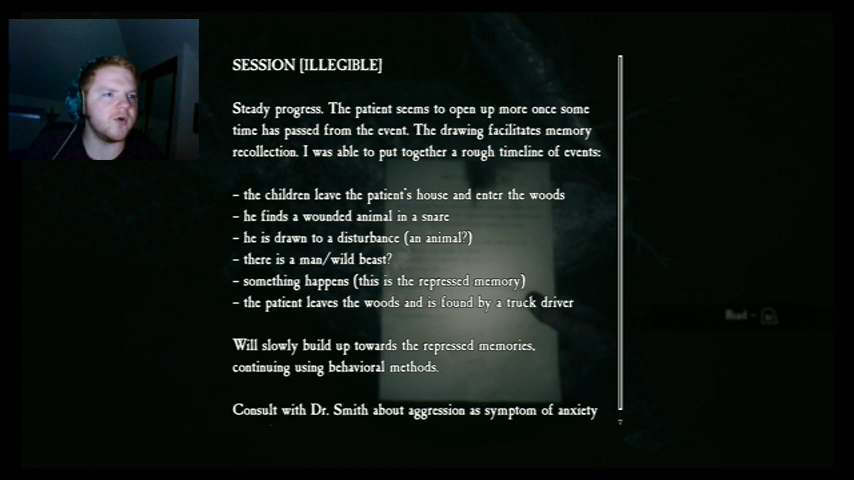 SESSION [ILLEGIBLE]
Steady progress. The patient seems to open up more once some
time has passed from the event. The drawing facilitates memory
recollection. I was able to put together a rough timeline of events:
- the children leave the patient's house and enter the woods
- he finds a wounded animal in a snare
- he is drawn to a disturbance (an animal?)
- there is a man/wild beast?
- something happens (this is the repressed memory)
- the patient leaves the woods and is found by a truck driver
Will slowly build up towards the repressed memories,
continuing using behavioral methods.
Consult with Dr. Smith about aggression as symptom of anxiety
Read -